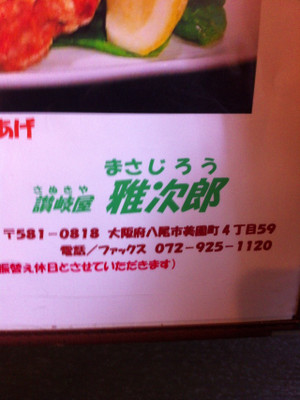 あげ
まさじろう
さぬきや
讃岐屋 雅次郎
〒581-0818 大阪府八尾市美園町4丁目59
電話/ファックス 072-925-1120
振替え休日とさせていただきます)